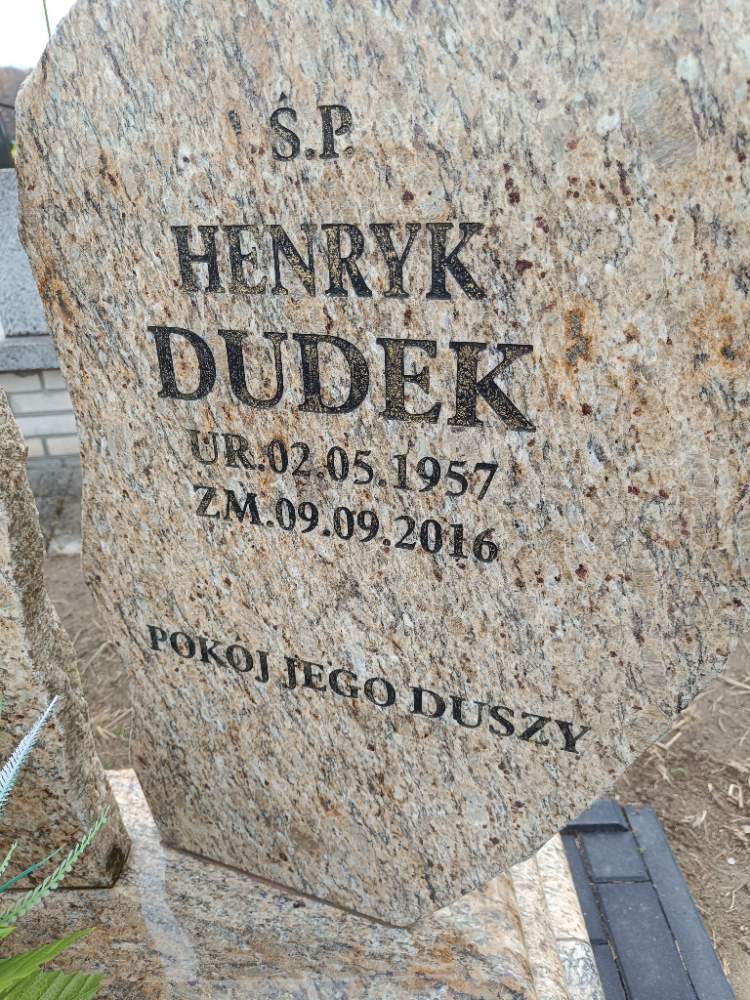 Ś.P.
HENRYK
DUDEK
UR.02.05.1957
ZM.09.09.2016
POKOJ JEGO DUSZY